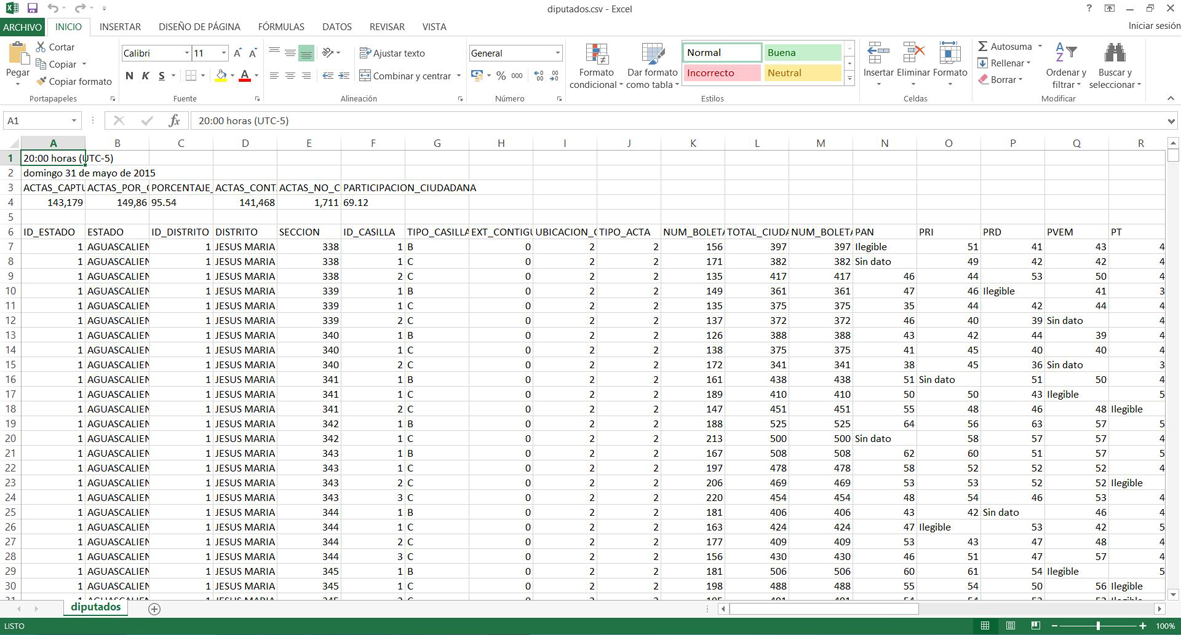 diputados.csv - Excel
Iniciar sesión
ARCHIVO INICIO INSERTAR DISEÑO DE PÁGINA FÓRMULAS DATOS REVISAR VISTA
Pegar Cortar Copiar Copiar formato Portapapeles
Calibri 11 N K S Fuente
Ajustar texto Combinar y centrar Alineación
General % 000 Número
Formato condicional Dar formato como tabla Normal Buena Incorrecto Neutral Estilos
Insertar Eliminar Formato Celdas
Autosuma Rellenar Borrar Ordenar y filtrar Buscar y seleccionar Modificar
A1 fx 20:00 horas (UTC-5)
A B C D E F G H I J K L M N O P Q R
1 20:00 horas (UTC-5)
2 domingo 31 de mayo de 2015
3 ACTAS_CAPTU ACTAS_POR_ PORCENTAJE_ ACTAS_CONT ACTAS_NO_C PARTICIPACION_CIUDADANA
4 143,179 149,86 95.54 141,468 1,711 69.12
5
6 ID_ESTADO ESTADO ID_DISTRITO DISTRITO SECCION ID_CASILLA TIPO_CASILLA EXT_CONTIGU UBICACION_C TIPO_ACTA NUM_BOLETA TOTAL_CIUDA NUM_BOLETA PAN PRI PRD PVEM PT
7 1 AGUASCALIEN 1 JESUS MARIA 338 1 B 0 2 2 156 397 397 Ilegible 51 41 43 4
8 1 AGUASCALIEN 1 JESUS MARIA 338 1 C 0 2 2 171 382 382 Sin dato 49 42 42 4
9 1 AGUASCALIEN 1 JESUS MARIA 338 2 C 0 2 2 135 417 417 46 44 53 50 4
10 1 AGUASCALIEN 1 JESUS MARIA 339 1 B 0 2 2 149 361 361 47 46 Ilegible 41 3
11 1 AGUASCALIEN 1 JESUS MARIA 339 1 C 0 2 2 135 375 375 35 44 42 44 4
12 1 AGUASCALIEN 1 JESUS MARIA 339 2 C 0 2 2 137 372 372 46 40 39 Sin dato 4
13 1 AGUASCALIEN 1 JESUS MARIA 340 1 B 0 2 2 126 388 388 43 42 44 39 4
14 1 AGUASCALIEN 1 JESUS MARIA 340 1 C 0 2 2 138 375 375 41 45 40 40 4
15 1 AGUASCALIEN 1 JESUS MARIA 340 2 C 0 2 2 172 341 341 38 45 36 Sin dato 3
16 1 AGUASCALIEN 1 JESUS MARIA 341 1 B 0 2 2 161 438 438 51 Sin dato 51 50 4
17 1 AGUASCALIEN 1 JESUS MARIA 341 1 C 0 2 2 189 410 410 50 50 43 Ilegible 5
18 1 AGUASCALIEN 1 JESUS MARIA 341 2 C 0 2 2 147 451 451 55 48 46 48 Ilegible
19 1 AGUASCALIEN 1 JESUS MARIA 342 1 B 0 2 2 188 525 525 64 56 63 57 5
20 1 AGUASCALIEN 1 JESUS MARIA 342 1 C 0 2 2 213 500 500 Sin dato 58 57 57 4
21 1 AGUASCALIEN 1 JESUS MARIA 343 1 B 0 2 2 167 508 508 62 60 51 57 5
22 1 AGUASCALIEN 1 JESUS MARIA 343 1 C 0 2 2 197 478 478 58 52 52 52 4
23 1 AGUASCALIEN 1 JESUS MARIA 343 2 C 0 2 2 206 469 469 53 53 52 52 Ilegible
24 1 AGUASCALIEN 1 JESUS MARIA 343 3 C 0 2 2 220 454 454 48 54 46 53 4
25 1 AGUASCALIEN 1 JESUS MARIA 344 1 B 0 2 2 181 406 406 43 42 Sin dato 46 4
26 1 AGUASCALIEN 1 JESUS MARIA 344 1 C 0 2 2 163 424 424 47 Ilegible 53 42 5
27 1 AGUASCALIEN 1 JESUS MARIA 344 2 C 0 2 2 177 409 409 53 43 47 48 4
28 1 AGUASCALIEN 1 JESUS MARIA 344 3 C 0 2 2 156 430 430 46 51 47 57 4
29 1 AGUASCALIEN 1 JESUS MARIA 345 1 B 0 2 2 181 506 506 60 61 54 Ilegible 5
30 1 AGUASCALIEN 1 JESUS MARIA 345 1 C 0 2 2 198 488 488 55 54 50 56 Ilegible
diputados
LISTO 100%